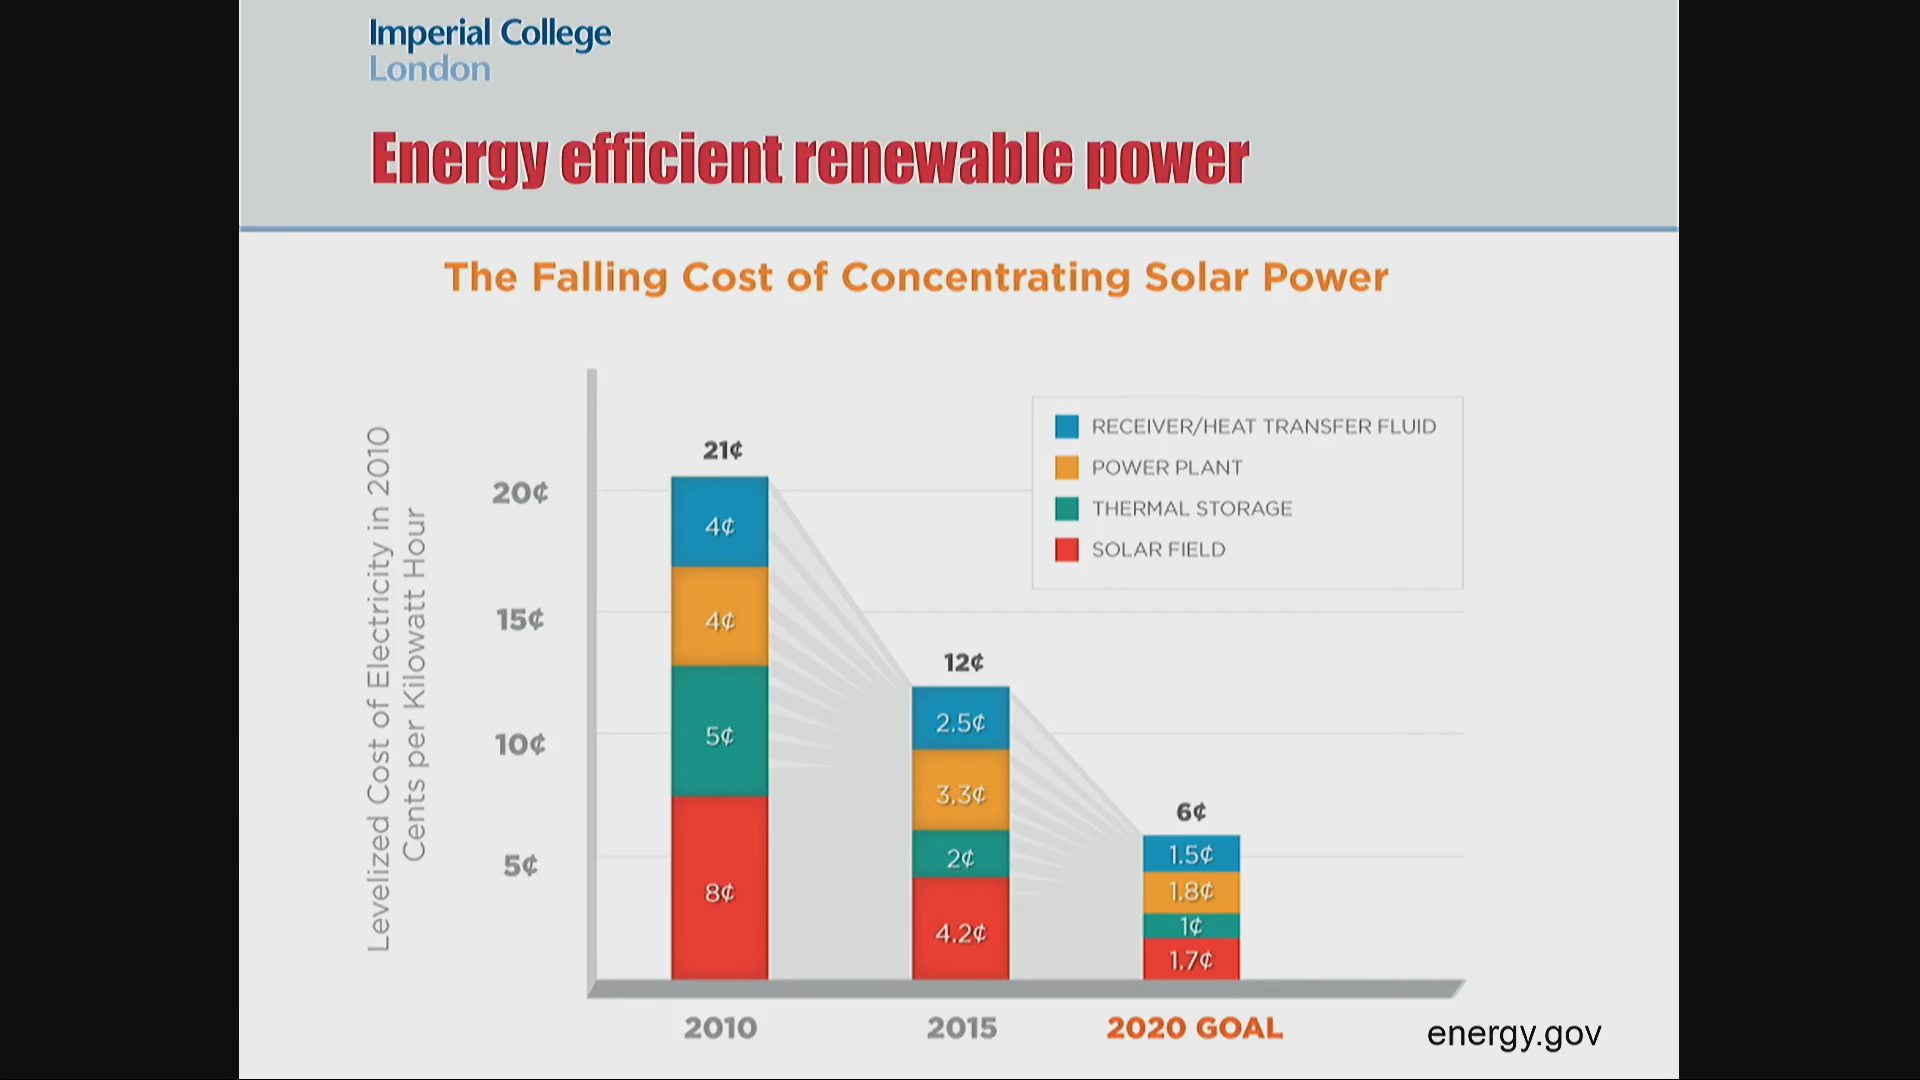 Imperial College
London
Energy efficient renewable power
The Falling Cost of Concentrating Solar Power
Levelized Cost of Electricity in 2010
Cents per Kilowatt Hour
20¢
15¢
10¢
5¢
21¢
4¢
4¢
5¢
8¢
12¢
2.5¢
3.3¢
2¢
4.2¢
6¢
1.5¢
1.8¢
1¢
1.7¢
RECEIVER/HEAT TRANSFER FLUID
POWER PLANT
THERMAL STORAGE
SOLAR FIELD
2010
2015
2020 GOAL
energy.gov